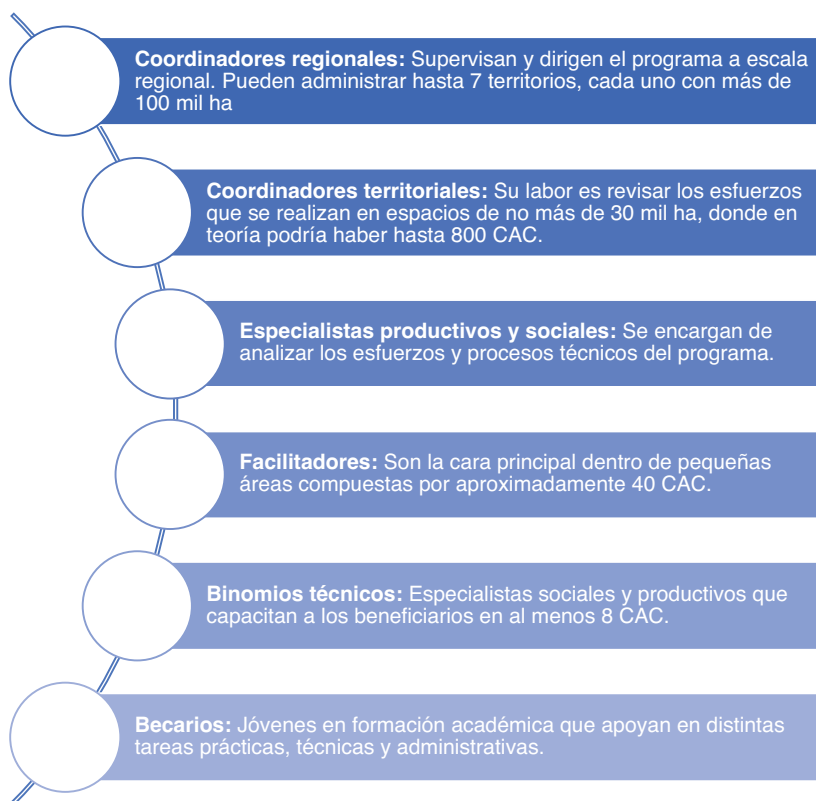 Coordinadores regionales: Supervisan y dirigen el programa a escala
regional. Pueden administrar hasta 7 territorios, cada uno con más de
100 mil ha
Coordinadores territoriales: Su labor es revisar los esfuerzos
que se realizan en espacios de no más de 30 mil ha, donde en
teoría podría haber hasta 800 CAC.
Especialistas productivos y sociales: Se encargan de
analizar los esfuerzos y procesos técnicos del programa.
Facilitadores: Son la cara principal dentro de pequeñas
áreas compuestas por aproximadamente 40 CAC.
Binomios técnicos: Especialistas sociales y productivos que
capacitan a los beneficiarios en al menos 8 CAC.
Becarios: Jóvenes en formación académica que apoyan en distintas
tareas prácticas, técnicas y administrativas.